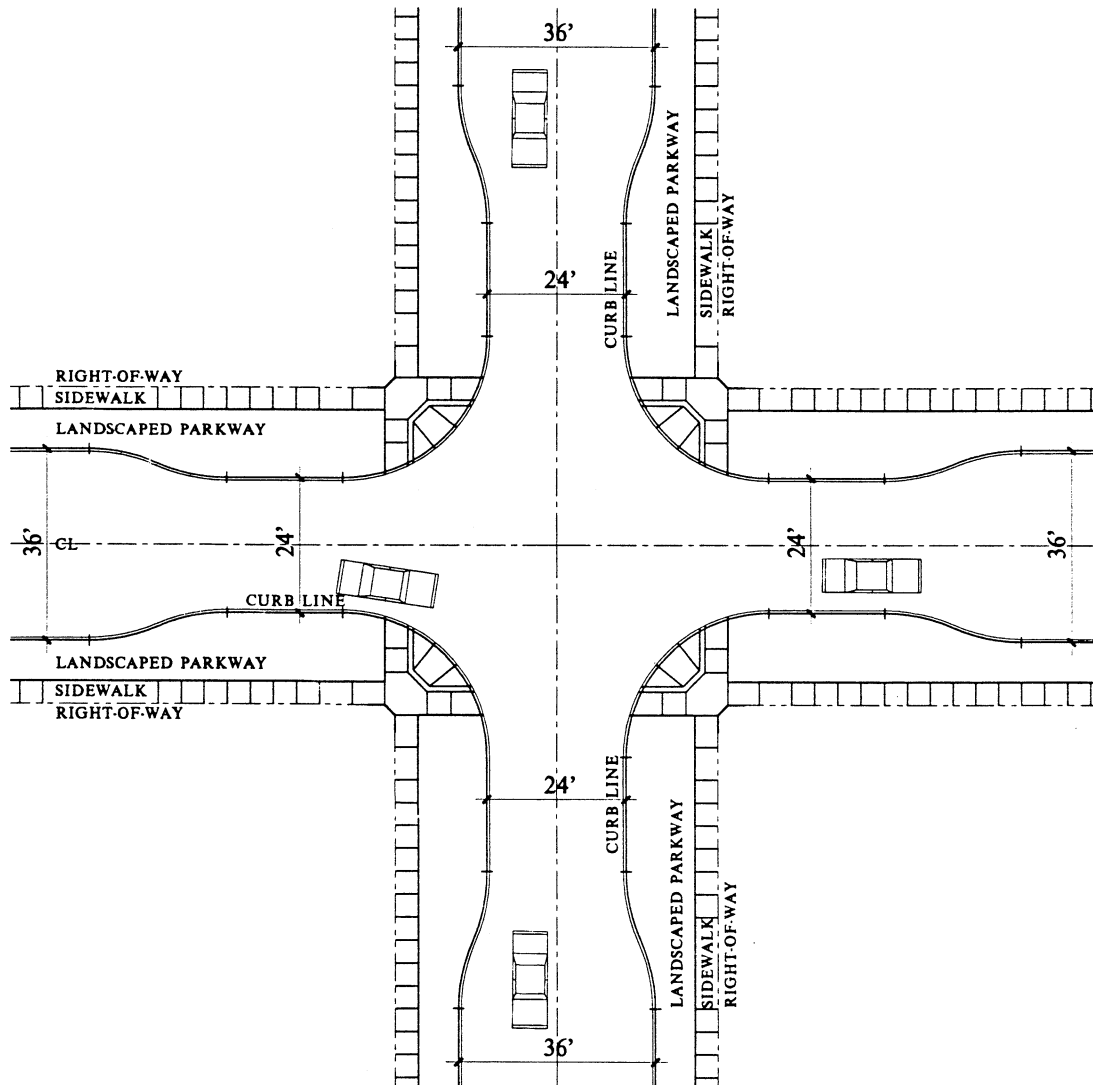 36'
LANDSCAPED PARKWAY
SIDEWALK
RIGHT-OF-WAY
24'
CURB LINE
RIGHT-OF-WAY
SIDEWALK
LANDSCAPED PARKWAY
36'
CL
24'
24'
36'
CURB LINE
LANDSCAPED PARKWAY
SIDEWALK
RIGHT-OF-WAY
24'
CURB LINE
LANDSCAPED PARKWAY
SIDEWALK
RIGHT-OF-WAY
36'